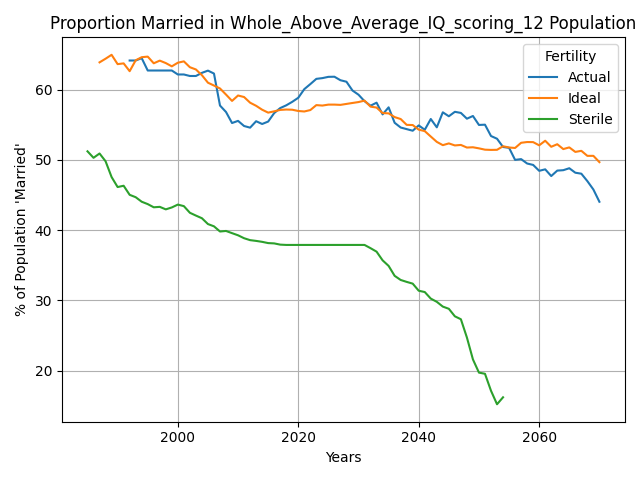 Proportion Married in Whole_Above_Average_IQ_scoring_12 Population
Fertility
Actual
Ideal
Sterile
% of Population 'Married'
60
50
40
30
20
2000 2020 2040 2060
Years